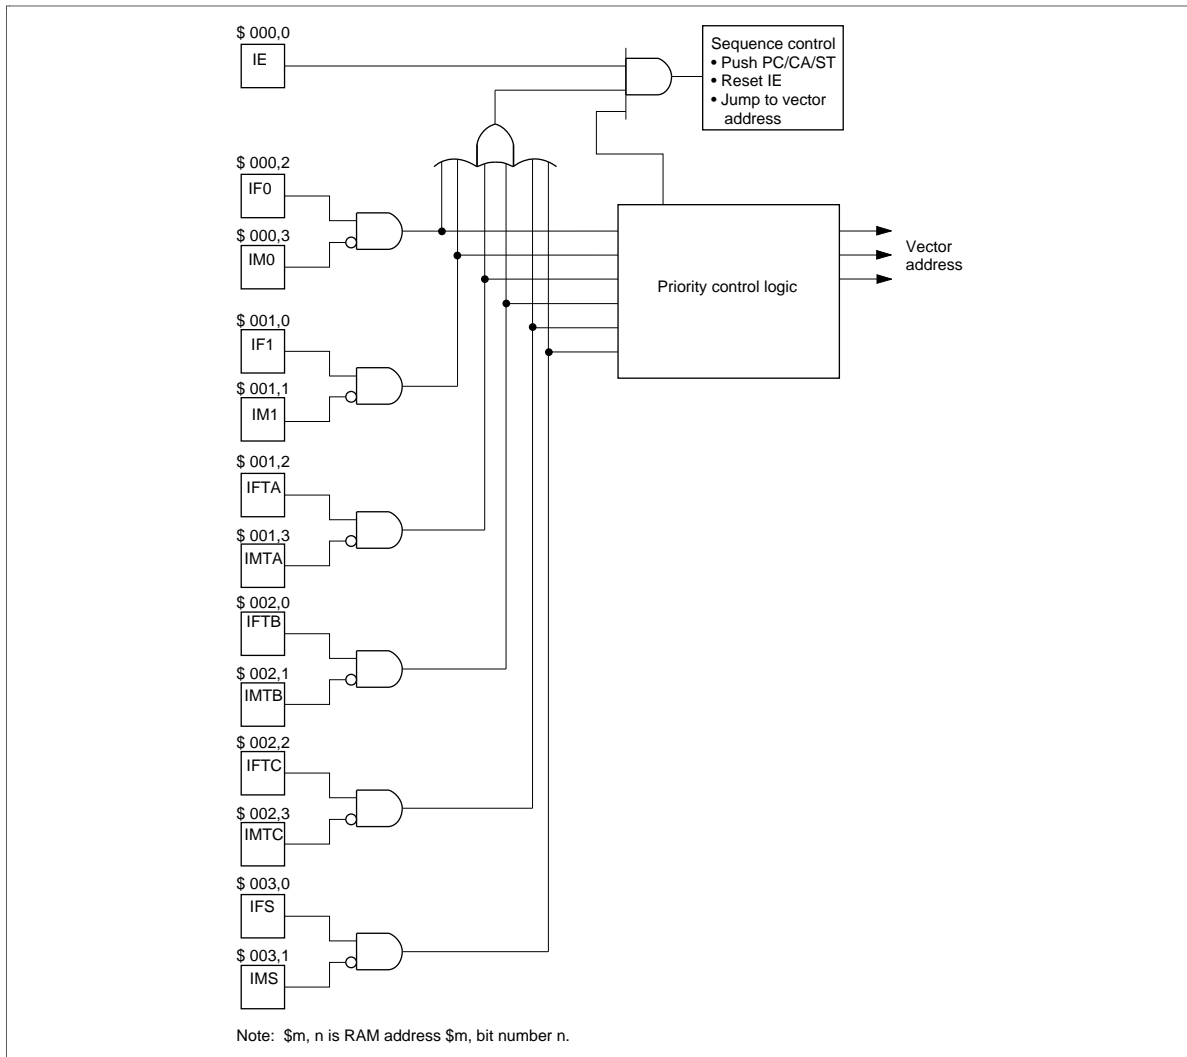 $ 000,0
IE
Sequence control
• Push PC/CA/ST
• Reset IE
• Jump to vector
address
$ 000,2
IF0
$ 000,3
IM0
Priority control logic
Vector
address
$ 001,0
IF1
$ 001,1
IM1
$ 001,2
IFTA
$ 001,3
IMTA
$ 002,0
IFTB
$ 002,1
IMTB
$ 002,2
IFTC
$ 002,3
IMTC
$ 003,0
IFS
$ 003,1
IMS
Note: $m, n is RAM address $m, bit number n.